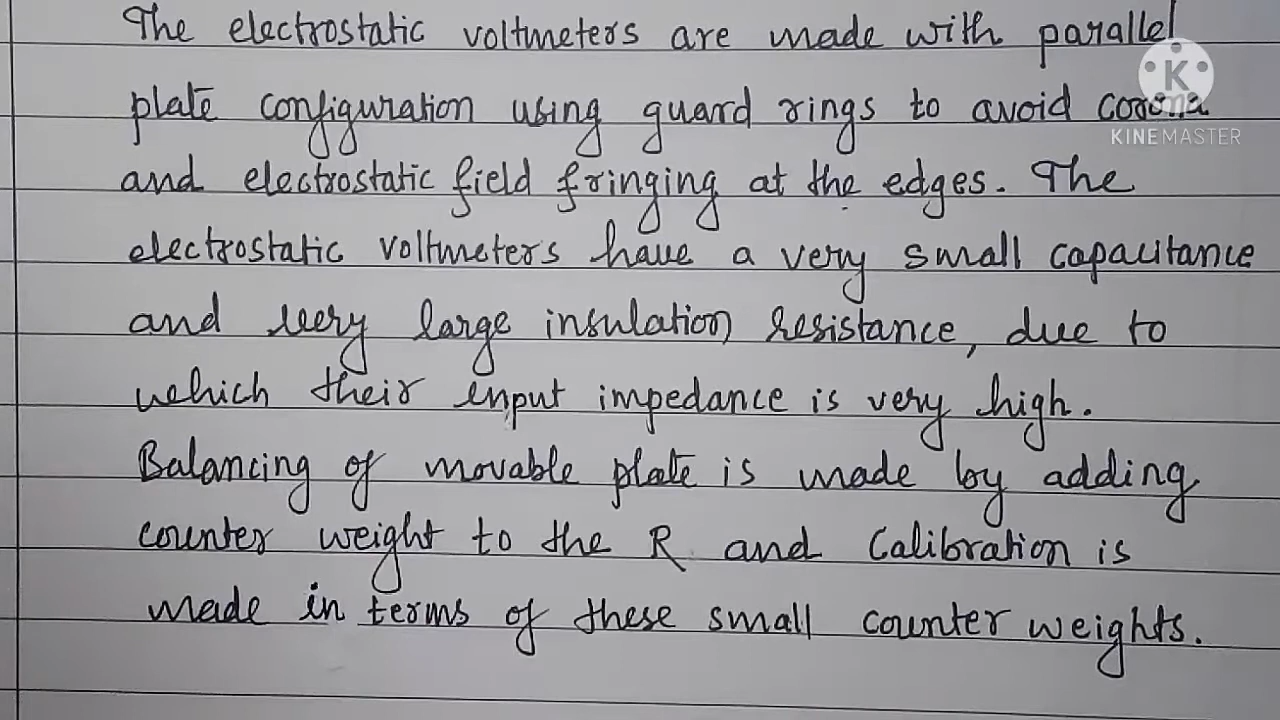 The electrostatic voltmeters are made with parallel
plate configuration using guard rings to avoid corona
KINEMASTER
and electrostatic field fringing at the edges. The
electrostatic voltmeters have a very small capacitance
and very large insulation resistance, due to
which their input impedance is very high.
Balancing of movable plate is made by adding
counter weight to the R and Calibration is
made in terms of these small counter weights.